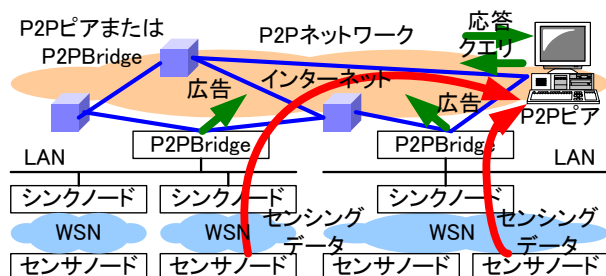 P2Pピアまたは
P2PBridge
P2Pネットワーク
応答
クエリ
インターネット
広告
広告
P2Pピア
P2PBridge
P2PBridge
LAN
LAN
シンクノード
シンクノード
シンクノード
WSN
WSN
WSN
センシング
データ
センシング
データ
センサノード
センサノード
センサノード
センサノード